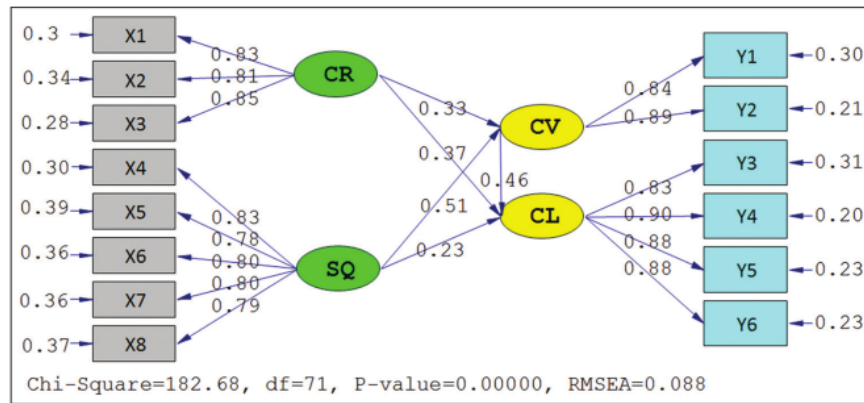 0.3 X1 0.83 CR 0.33 CV 0.84 Y1 0.30
0.34 X2 0.81 0.89 Y2 0.21
0.28 X3 0.85 0.37
0.30 X4 0.83 0.46 CL 0.83 Y3 0.31
0.39 X5 0.78 0.51 0.90 Y4 0.20
0.36 X6 0.80 SQ 0.23 0.88 Y5 0.23
0.36 X7 0.80 0.88
0.37 X8 0.79 Y6 0.23
Chi-Square=182.68, df=71, P-value=0.00000, RMSEA=0.088